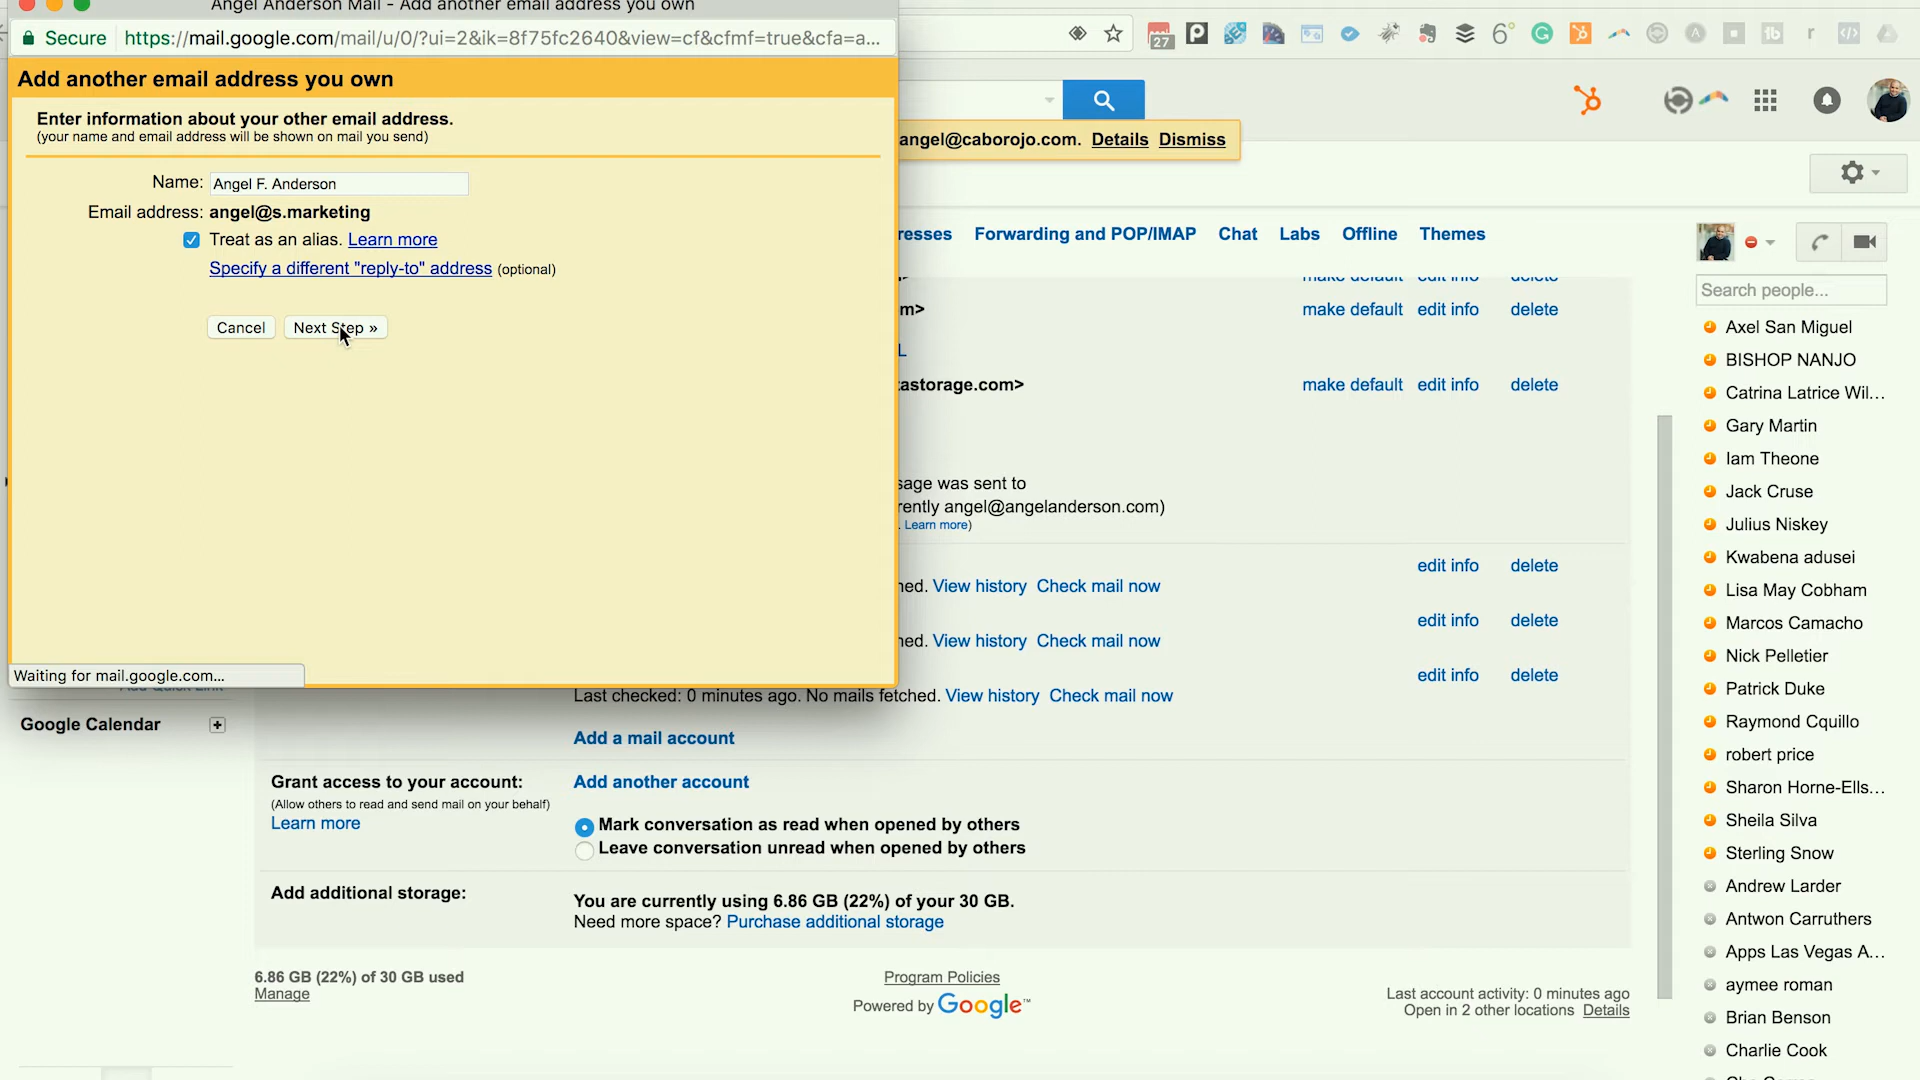 Angel Anderson Mail - Add another email address you own
Secure https://mail.google.com/mail/u/0/?ui=2&ik=8f75fc2640&view=cf&cfmf=true&cfa=a...
27
6°
Add another email address you own
Enter information about your other email address.
(your name and email address will be shown on mail you send)
Name: Angel F. Anderson
Email address: angel@s.marketing
Treat as an alias. Learn more
Specify a different "reply-to" address (optional)
Cancel Next Step »
Waiting for mail.google.com...
angel@caborojo.com. Details Dismiss
resses Forwarding and POP/IMAP Chat Labs Offline Themes
make default edit info delete
m> make default edit info delete
L
tastorage.com> make default edit info delete
sage was sent to
rently angel@angelanderson.com)
. Learn more)
edit info delete
ned. View history Check mail now
edit info delete
ned. View history Check mail now
edit info delete
Last checked: 0 minutes ago. No mails fetched. View history Check mail now
Add a mail account
Add Quick Link
Google Calendar
Grant access to your account: Add another account
(Allow others to read and send mail on your behalf)
Learn more
Mark conversation as read when opened by others
Leave conversation unread when opened by others
Add additional storage:
You are currently using 6.86 GB (22%) of your 30 GB.
Need more space? Purchase additional storage
6.86 GB (22%) of 30 GB used
Manage
Program Policies
Powered by Google™
Last account activity: 0 minutes ago
Open in 2 other locations Details
Search people...
Axel San Miguel
BISHOP NANJO
Catrina Latrice Wil...
Gary Martin
Iam Theone
Jack Cruse
Julius Niskey
Kwabena adusei
Lisa May Cobham
Marcos Camacho
Nick Pelletier
Patrick Duke
Raymond Cquillo
robert price
Sharon Horne-Ells...
Sheila Silva
Sterling Snow
Andrew Larder
Antwon Carruthers
Apps Las Vegas A...
aymee roman
Brian Benson
Charlie Cook